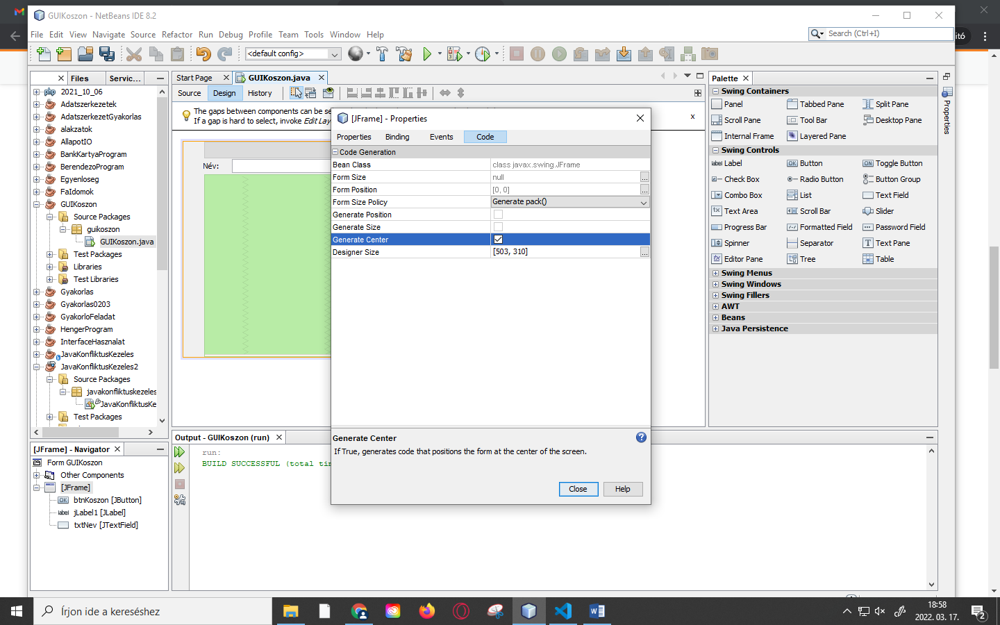 GUIKoszon - NetBeans IDE 8.2
File Edit View Navigate Source Refactor Run Debug Profile Team Tools Window Help
Search (Ctrl+I)
itó
<default config>
Files Servic...
2021_10_06
Adatszerkezetek
AdatszerkezetGyakorlas
alakzatok
AllapotIO
BankKartyaProgram
BerendezoProgram
Egyenloseg
FaIdomok
GUIKoszon
Source Packages
guikoszon
GUIKoszon.java
Test Packages
Libraries
Test Libraries
Gyakorlas
Gyakorlas0203
GyakorloFeladat
HengerProgram
InterfaceHasznalat
JavaKonfliktusKezeles
JavaKonfliktusKezeles2
Source Packages
javakonfliktuskezeles
JavaKonfliktusKe
Test Packages
[JFrame] - Navigator
Form GUIKoszon
Other Components
[JFrame]
btnKoszon [JButton]
label jLabel1 [JLabel]
txtNev [JTextField]
Start Page GUIKoszon.java
Source Design History
The gaps between components can be se
If a gap is hard to select, invoke Edit Lay
x
Név:
[JFrame] - Properties
Properties Binding Events Code
Code Generation
Bean Class class javax.swing.JFrame
Form Size null ...
Form Position [0, 0] ...
Form Size Policy Generate pack()
Generate Position
Generate Size
Generate Center
Designer Size [503, 310] ...
Generate Center
If True, generates code that positions the form at the center of the screen.
Close Help
Output - GUIKoszon (run)
run:
BUILD SUCCESSFUL (total tim
Palette
Swing Containers
Panel Tabbed Pane Split Pane
Scroll Pane Tool Bar Desktop Pane
Internal Frame Layered Pane
Swing Controls
label Label OK Button ON Toggle Button
Check Box Radio Button Button Group
Combo Box List Text Field
Text Area Scroll Bar Slider
Progress Bar Formatted Field Password Field
Spinner Separator Text Pane
Editor Pane Tree Table
Swing Menus
Swing Windows
Swing Fillers
AWT
Beans
Java Persistence
Properties
Írjon ide a kereséshez
18:58
2022. 03. 17.
2